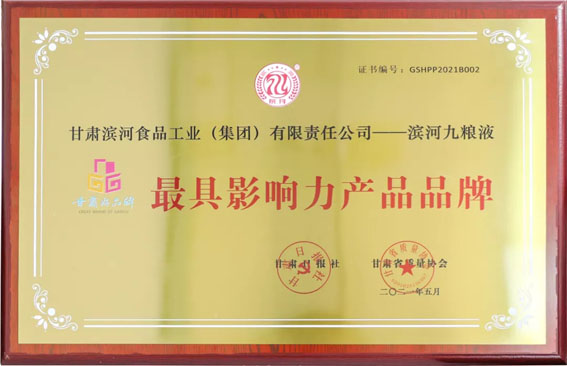 证书编号：GSHPP2021B002
甘肃滨河食品工业（集团）有限责任公司——滨河九粮液
最具影响力产品品牌
甘肃日报社
甘肃省质量协会
二〇二一年五月